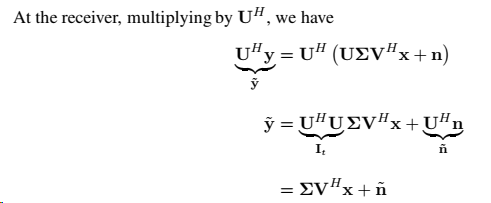 At the receiver, multiplying by U^H, we have
U^H y = U^H (UΣV^H x + n)
ỹ
ỹ = U^H U ΣV^H x + U^H n
I_t ñ
= ΣV^H x + ñ